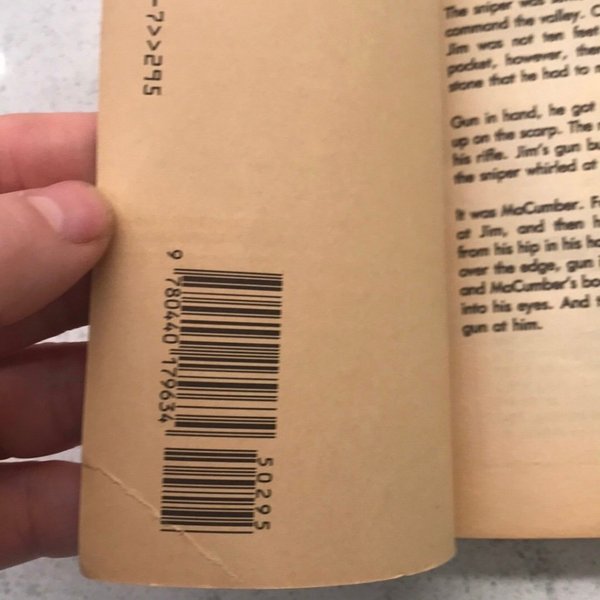 -7>>295
9 780440 179634
50295
The sniper was
command the valley.
Jim was not ten feet
pocket, however,
stone that he had to
Gun in hand, he got
up on the scarp. The
his rifle. Jim's gun
the sniper whirled at
It was MaCumber.
at Jim, and then
from his hip in his
over the edge, gun
and MaCumber's
into his eyes. And
gun at him.